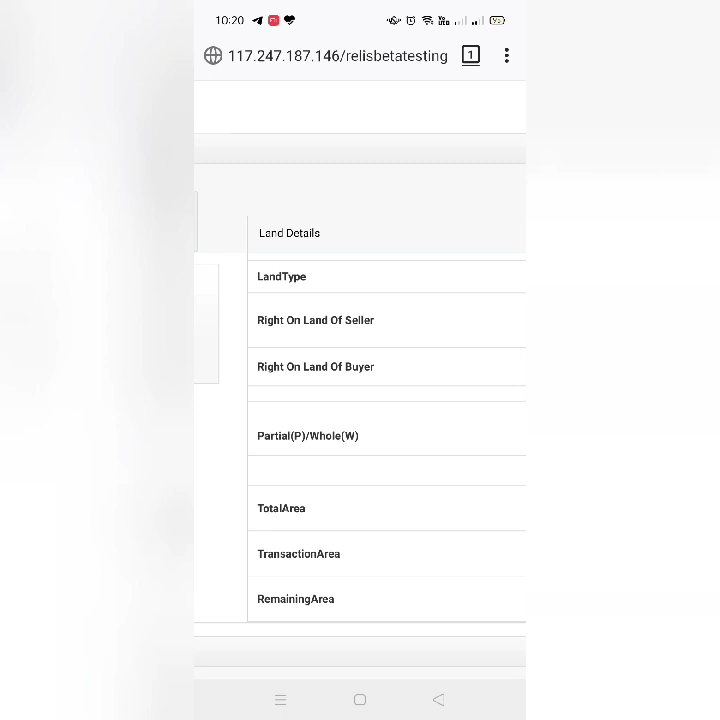 10:20
117.247.187.146/relisbetatesting
1
Land Details
LandType
Right On Land Of Seller
Right On Land Of Buyer
Partial(P)/Whole(W)
TotalArea
TransactionArea
RemainingArea